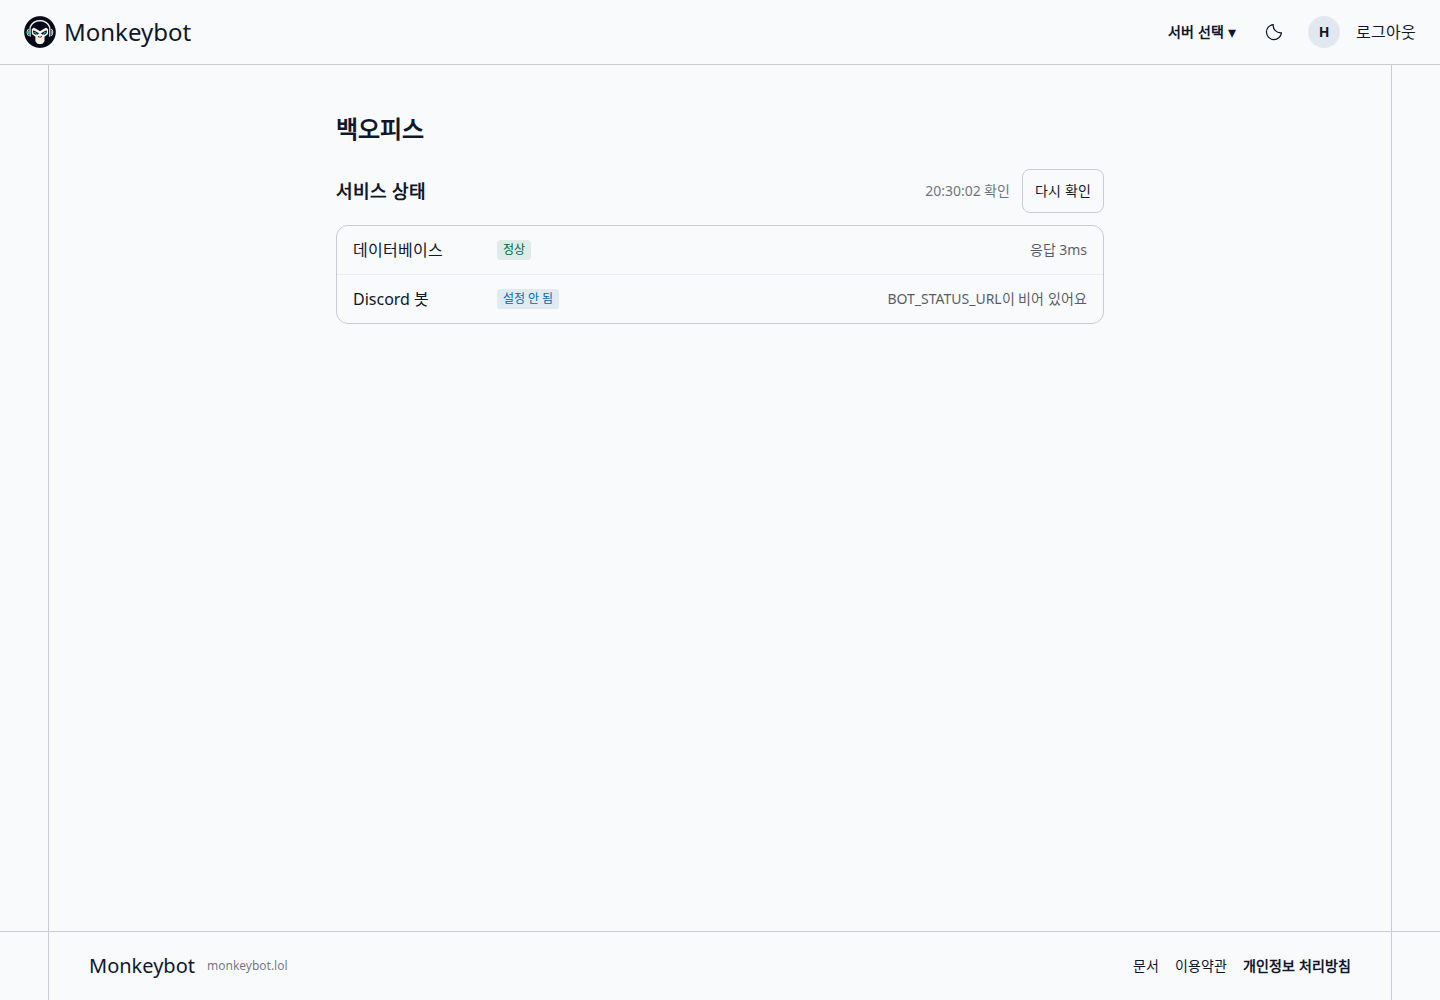 Monkeybot
서버 선택 ▾
H
로그아웃
백오피스
서비스 상태
20:30:02 확인
다시 확인
데이터베이스
정상
응답 3ms
Discord 봇
설정 안 됨
BOT_STATUS_URL이 비어 있어요
Monkeybot
monkeybot.lol
문서
이용약관
개인정보 처리방침